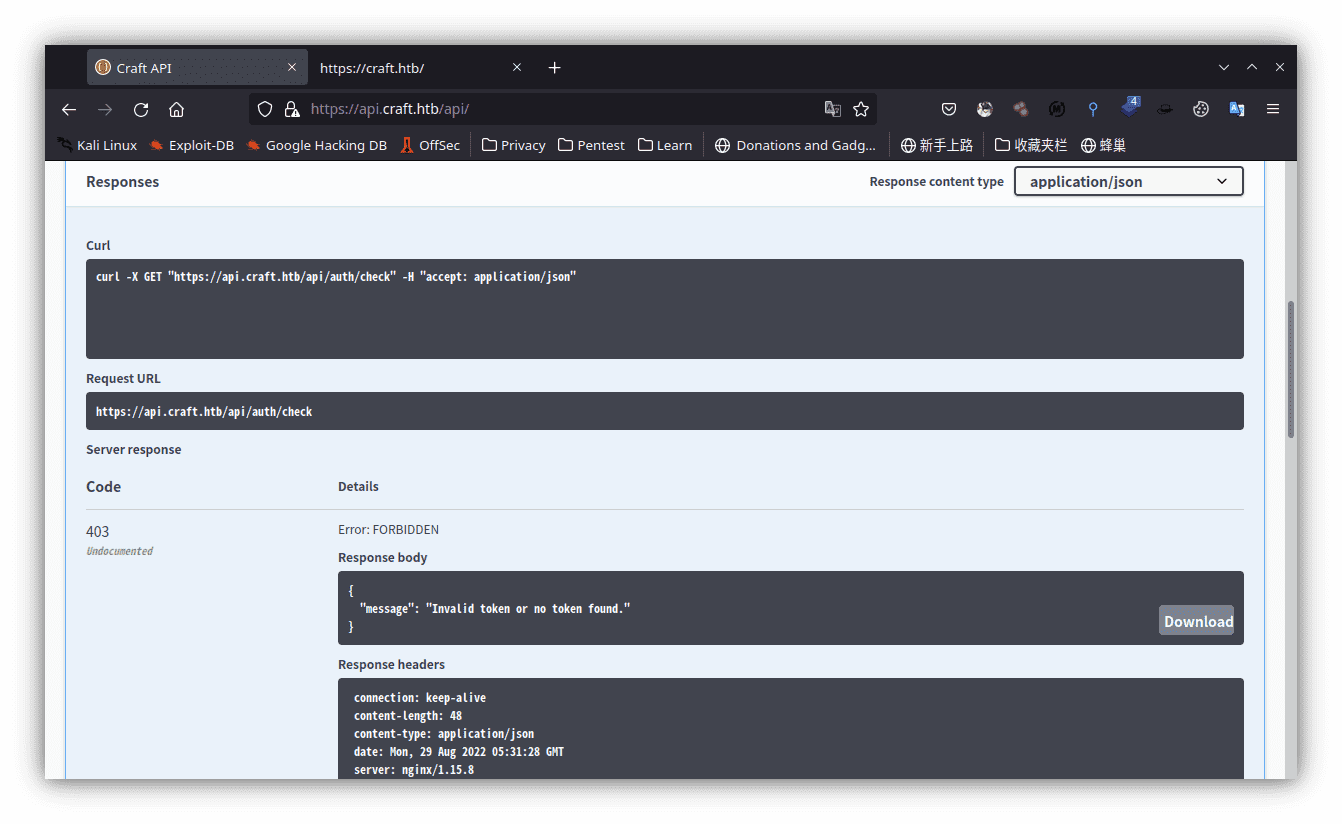 Craft API
https://craft.htb/
https://api.craft.htb/api/
4
Kali Linux Exploit-DB Google Hacking DB OffSec Privacy Pentest Learn Donations and Gadg... 新手上路 收藏夹栏 蜂巢
Responses
Response content type application/json
Curl
curl -X GET "https://api.craft.htb/api/auth/check" -H "accept: application/json"
Request URL
https://api.craft.htb/api/auth/check
Server response
Code Details
403 Error: FORBIDDEN
Undocumented
Response body
{
"message": "Invalid token or no token found."
}
Download
Response headers
connection: keep-alive
content-length: 48
content-type: application/json
date: Mon, 29 Aug 2022 05:31:28 GMT
server: nginx/1.15.8